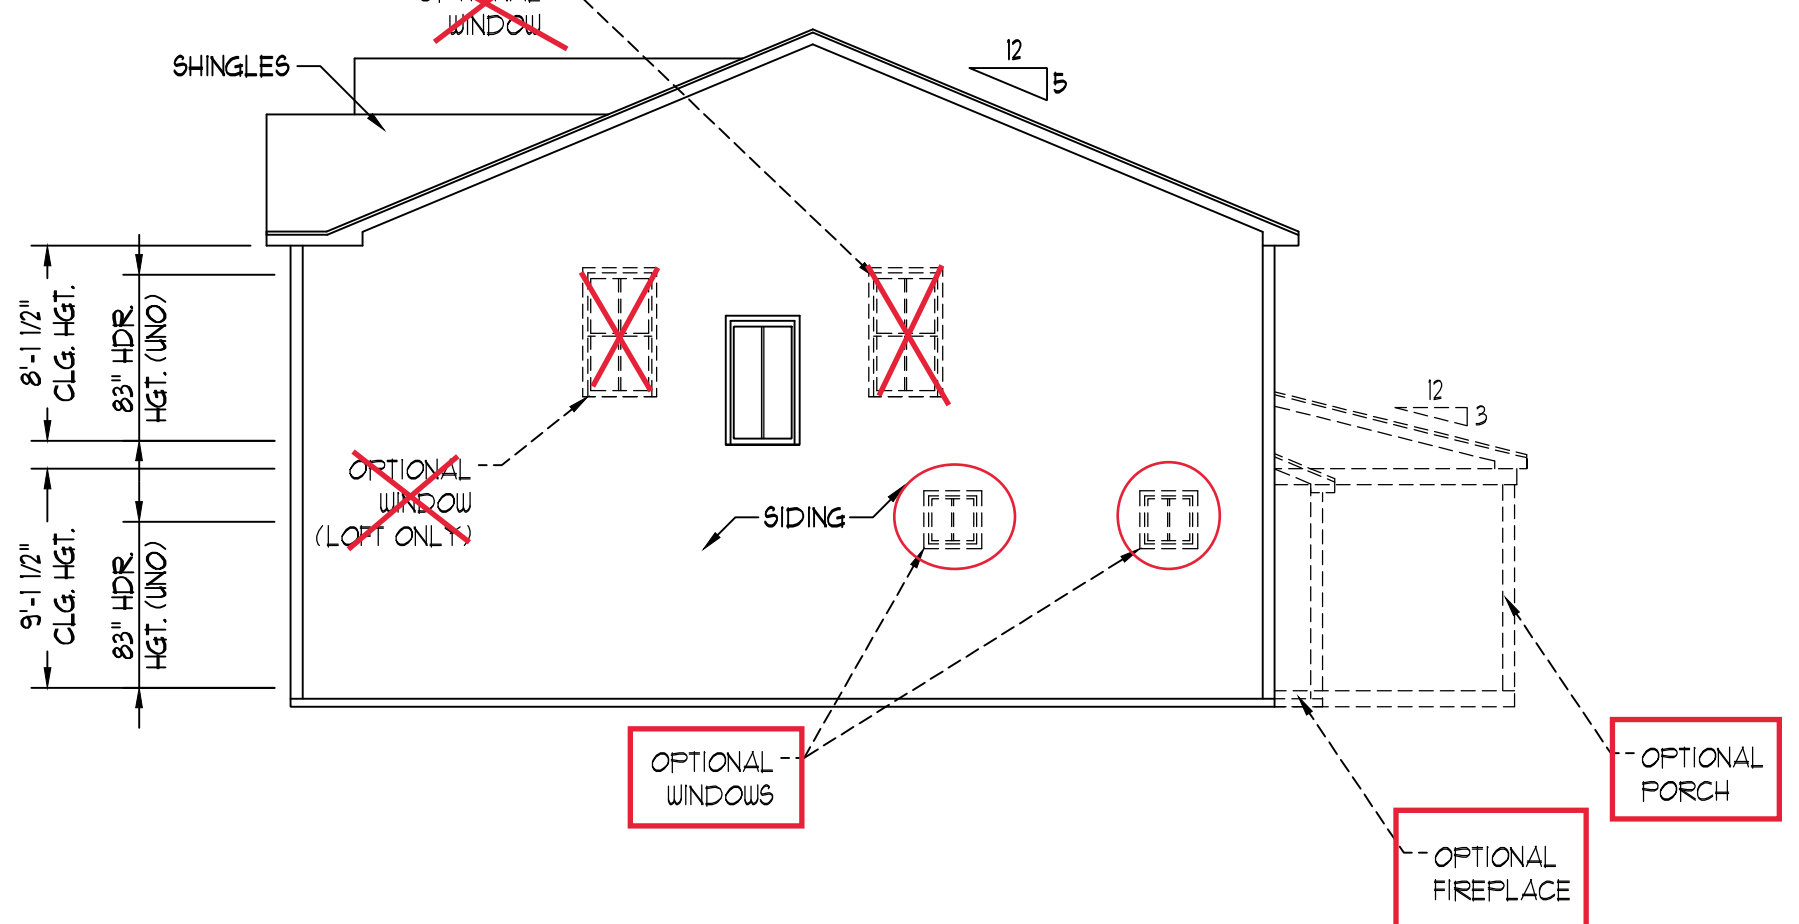 OPTIONAL
WINDOW
SHINGLES
12
5
8'-1 1/2"
CLG. HGT.
83" HDR.
HGT. (UNO)
12
3
OPTIONAL
WINDOW
(LOFT ONLY)
SIDING
9'-1 1/2"
CLG. HGT.
83" HDR.
HGT. (UNO)
OPTIONAL
WINDOWS
OPTIONAL
PORCH
OPTIONAL
FIREPLACE